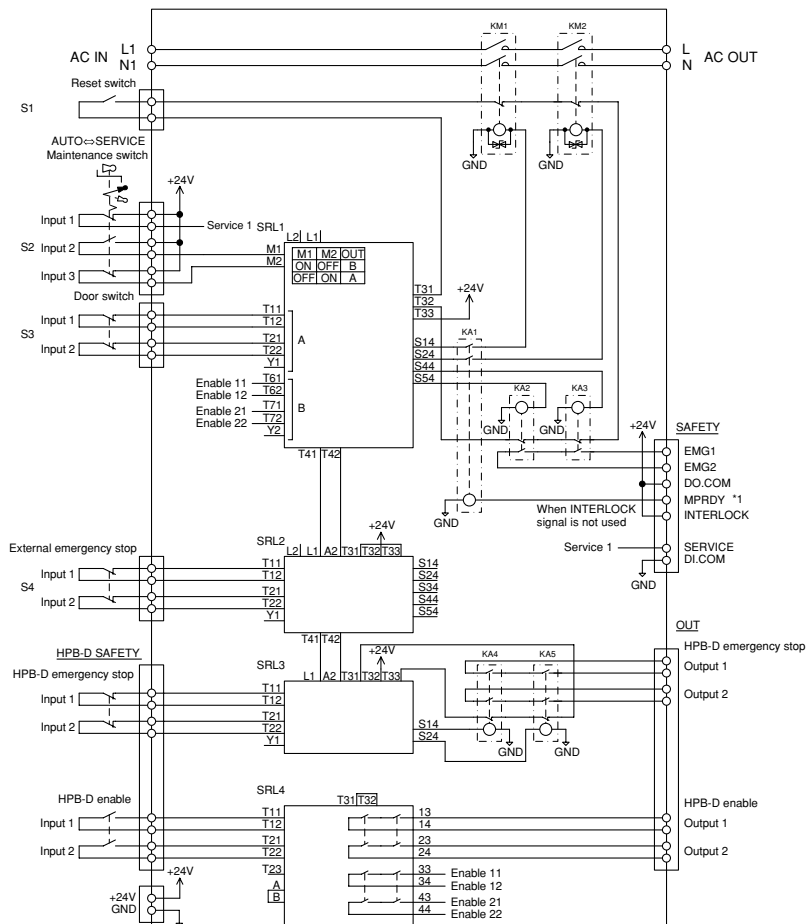 KM1 KM2
AC IN L1 L AC OUT
N1 N
Reset switch
S1
GND GND
AUTO⇔SERVICE
Maintenance switch
+24V
Input 1
Service 1
S2 Input 2
Input 3
SRL1
L2 L1
M1
M2
M1 M2 OUT
ON OFF B
OFF ON A
T31
T32
T33
+24V
Door switch
S3
Input 1
Input 2
T11
T12
T21
T22
Y1
A
KA1
S14
S24
S44
S54
Enable 11
Enable 12
Enable 21
Enable 22
T61
T62
T71
T72
Y2
B
KA2 KA3
GND GND
T41 T42
+24V
SAFETY
EMG1
EMG2
DO.COM
MPRDY *1
INTERLOCK
When INTERLOCK
signal is not used
GND
Service 1
SERVICE
DI.COM
GND
+24V
SRL2
L2 L1 A2 T31 T32 T33
External emergency stop
S4
Input 1
Input 2
T11
T12
T21
T22
Y1
S14
S24
S34
S44
S54
T41 T42
OUT
HPB-D emergency stop
Output 1
Output 2
+24V
KA4 KA5
HPB-D SAFETY
HPB-D emergency stop
Input 1
Input 2
SRL3
L1 A2 T31 T32 T33
T11
T12
T21
T22
Y1
S14
S24
GND GND
SRL4
T31 T32
HPB-D enable
Input 1
Input 2
T11
T12
T21
T22
T23
A
B
13
14
23
24
33
34
43
44
Enable 11
Enable 12
Enable 21
Enable 22
HPB-D enable
Output 1
Output 2
+24V
+24V
GND